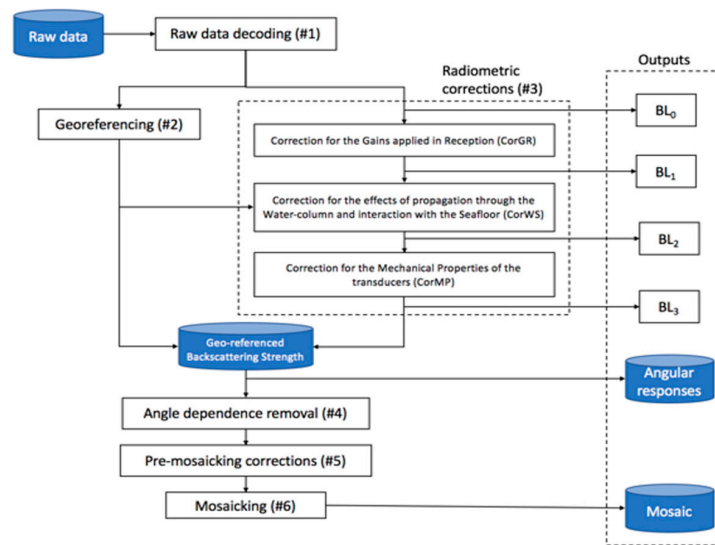 Raw data
Raw data decoding (#1)
Outputs
Radiometric
corrections (#3)
Georeferencing (#2)
BL0
Correction for the Gains applied in Reception (CorGR)
BL1
Correction for the effects of propagation through the
Water-column and interaction with the Seafloor (CorWS)
BL2
Correction for the Mechanical Properties of the
transducers (CorMP)
BL3
Geo-referenced
Backscattering Strength
Angular
responses
Angle dependence removal (#4)
Pre-mosaicking corrections (#5)
Mosaicking (#6)
Mosaic